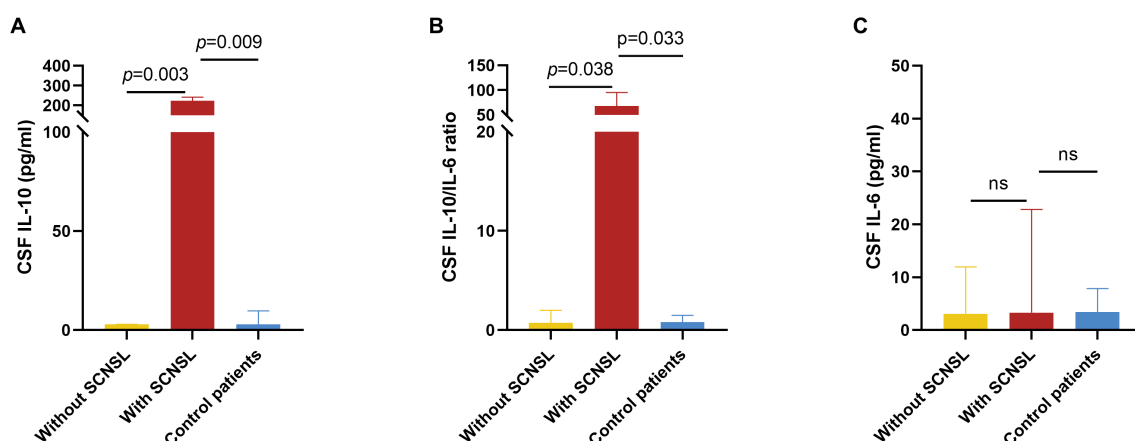 A
CSF IL-10 (pg/ml)
400
300
200
100
50
0
p=0.003
p=0.009
Without SCNSL
With SCNSL
Control patients
B
CSF IL-10/IL-6 ratio
150
100
50
20
10
0
p=0.038
p=0.033
Without SCNSL
With SCNSL
Control patients
C
CSF IL-6 (pg/ml)
50
40
30
20
10
0
ns
ns
Without SCNSL
With SCNSL
Control patients